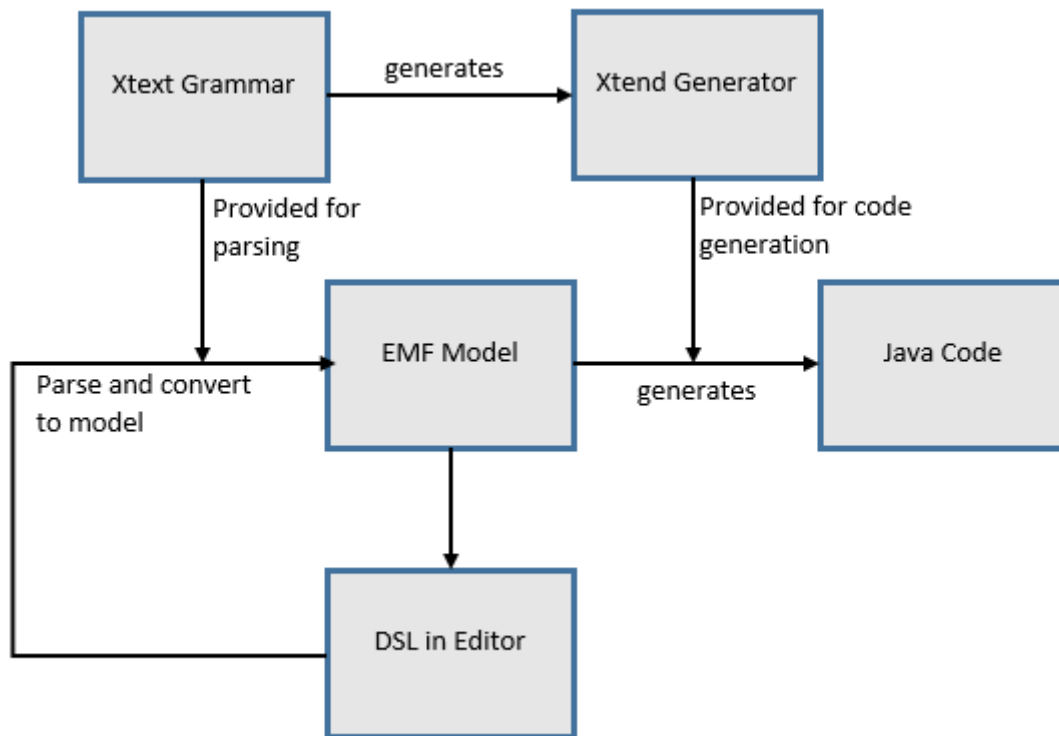 Xtext Grammar
generates
Xtend Generator
Provided for
parsing
Provided for code
generation
EMF Model
Java Code
Parse and convert
to model
generates
DSL in Editor